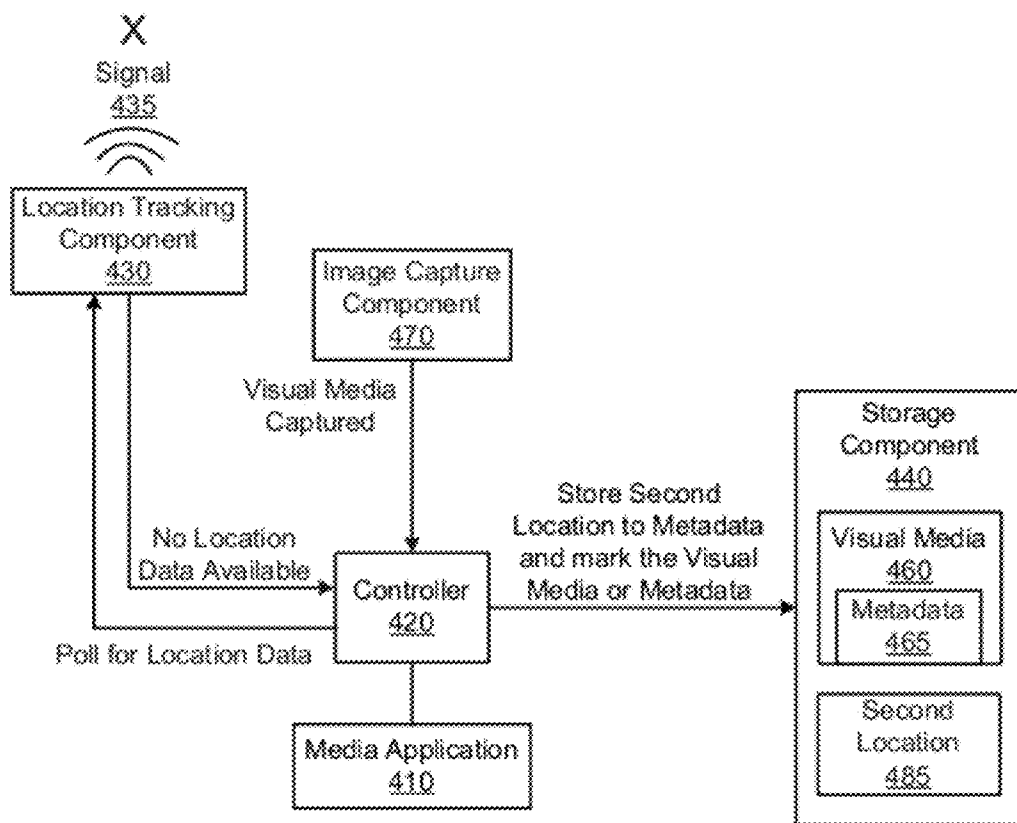 X
Signal
435
Location Tracking
Component
430
Image Capture
Component
470
Visual Media
Captured
Storage
Component
440
Store Second
Location to Metadata
and mark the Visual
Media or Metadata
No Location
Data Available
Controller
420
Visual Media
460
Metadata
465
Poll for Location Data
Second
Location
485
Media Application
410